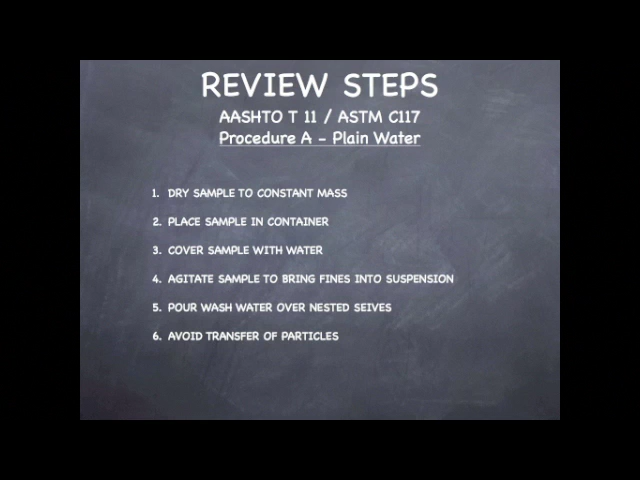 REVIEW STEPS
AASHTO T 11 / ASTM C117
Procedure A - Plain Water
1. DRY SAMPLE TO CONSTANT MASS
2. PLACE SAMPLE IN CONTAINER
3. COVER SAMPLE WITH WATER
4. AGITATE SAMPLE TO BRING FINES INTO SUSPENSION
5. POUR WASH WATER OVER NESTED SEIVES
6. AVOID TRANSFER OF PARTICLES